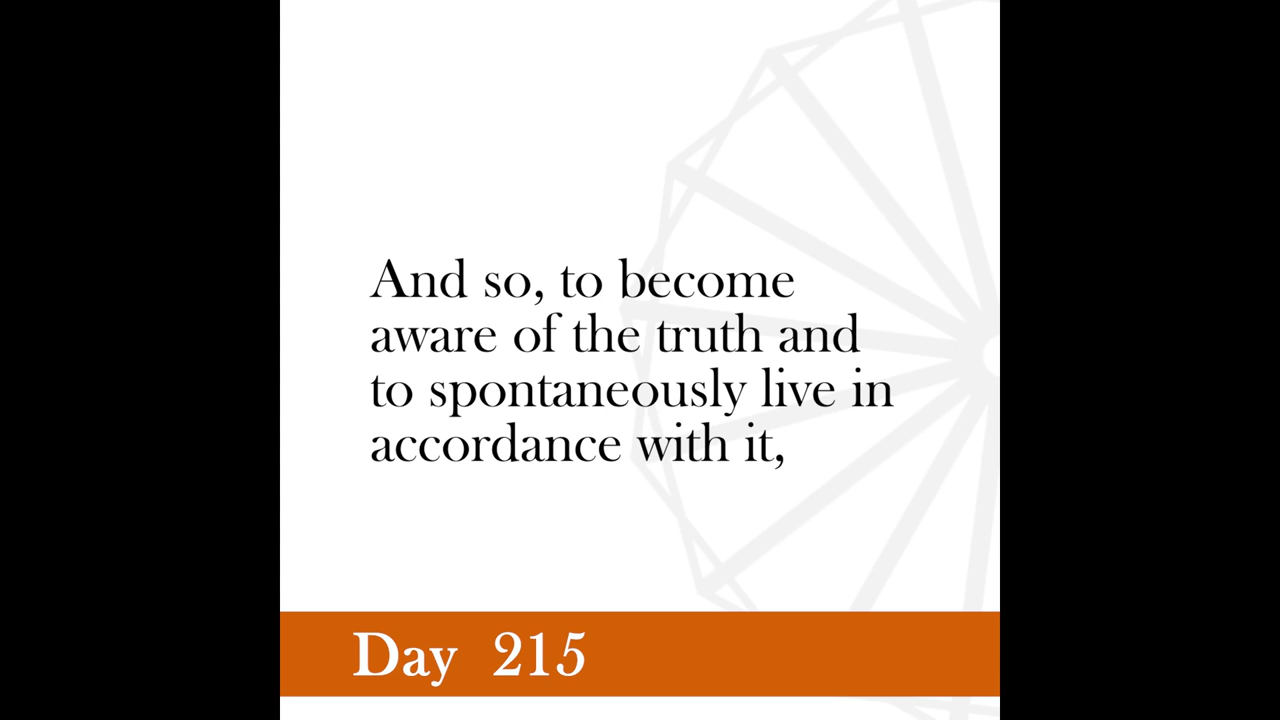 And so, to become
aware of the truth and
to spontaneously live in
accordance with it,
Day 215